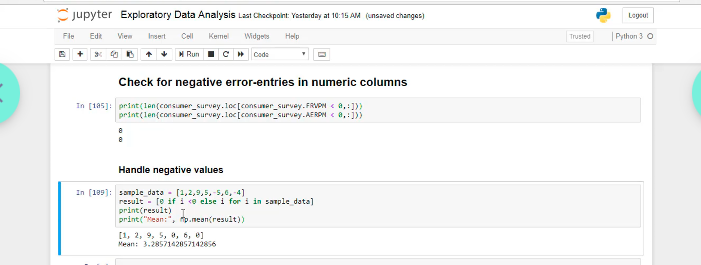 jupyter Exploratory Data Analysis Last Checkpoint: Yesterday at 10:15 AM (unsaved changes) Logout
File Edit View Insert Cell Kernel Widgets Help Trusted Python 3
Run Code
Check for negative error-entries in numeric columns
In [105]: print(len(consumer_survey.loc[consumer_survey.FRVPM < 0,:]))
print(len(consumer_survey.loc[consumer_survey.AERPM < 0,:]))
0
0
Handle negative values
In [109]: sample_data = [1,2,9,5,-5,6,-4]
result = [0 if i <0 else i for i in sample_data]
print(result)
print("Mean:", np.mean(result))
[1, 2, 9, 5, 0, 6, 0]
Mean: 3.2857142857142856